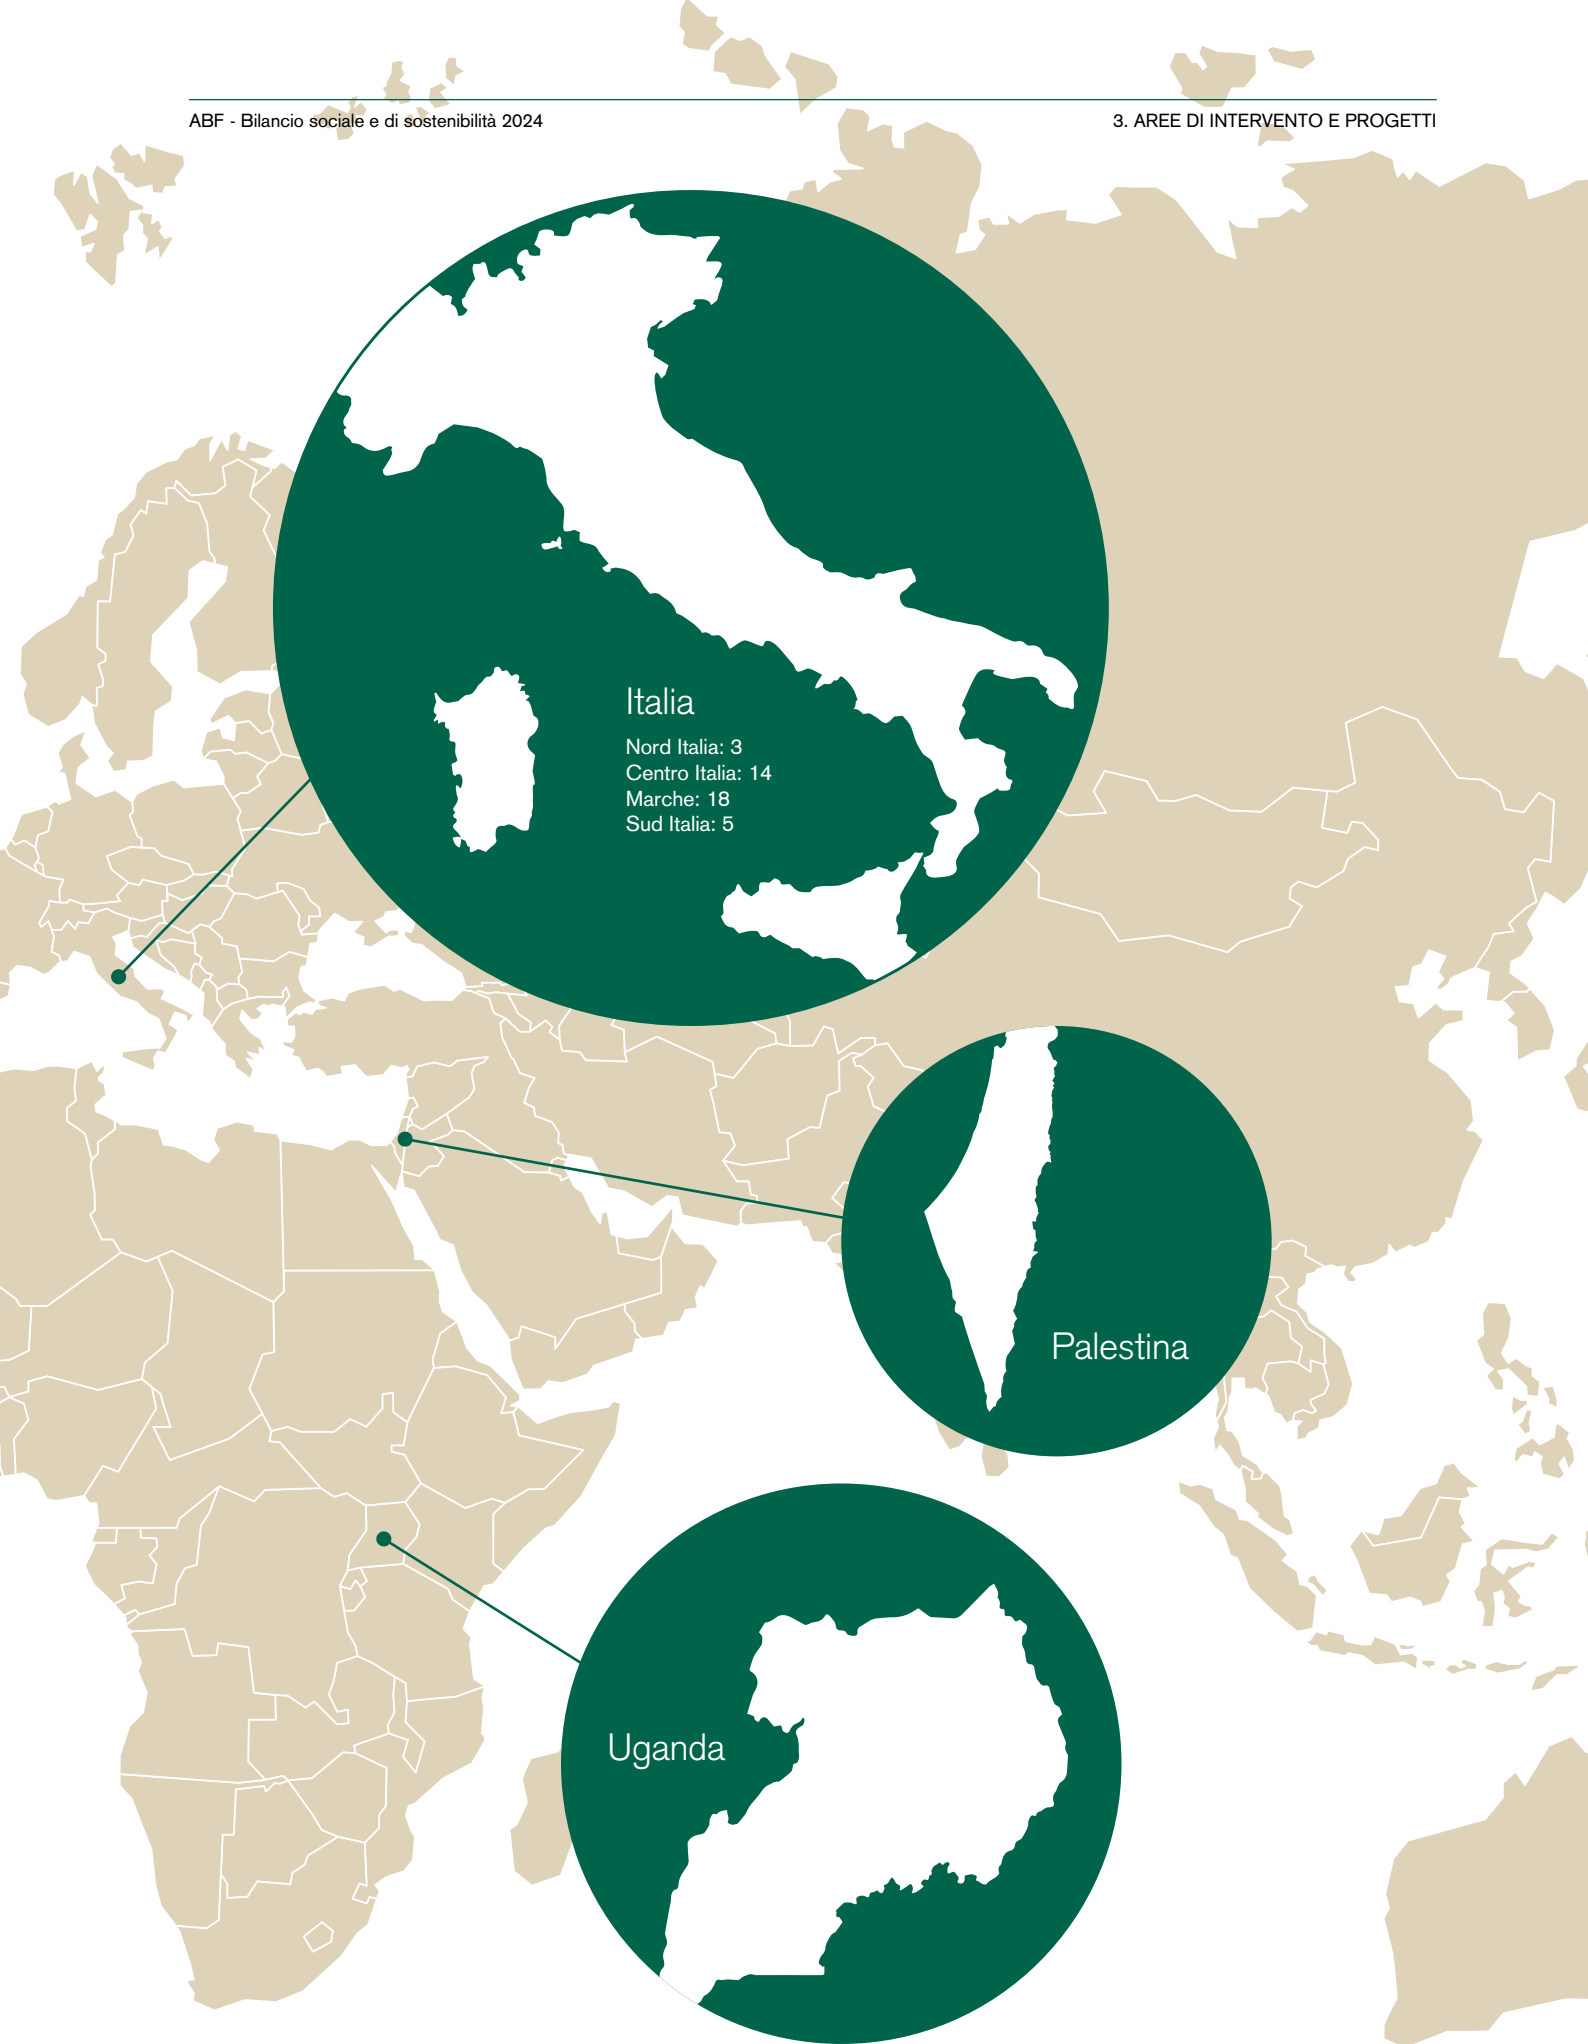 ABF - Bilancio sociale e di sostenibilità 2024
3. AREE DI INTERVENTO E PROGETTI
Italia
Nord Italia: 3
Centro Italia: 14
Marche: 18
Sud Italia: 5
Palestina
Uganda